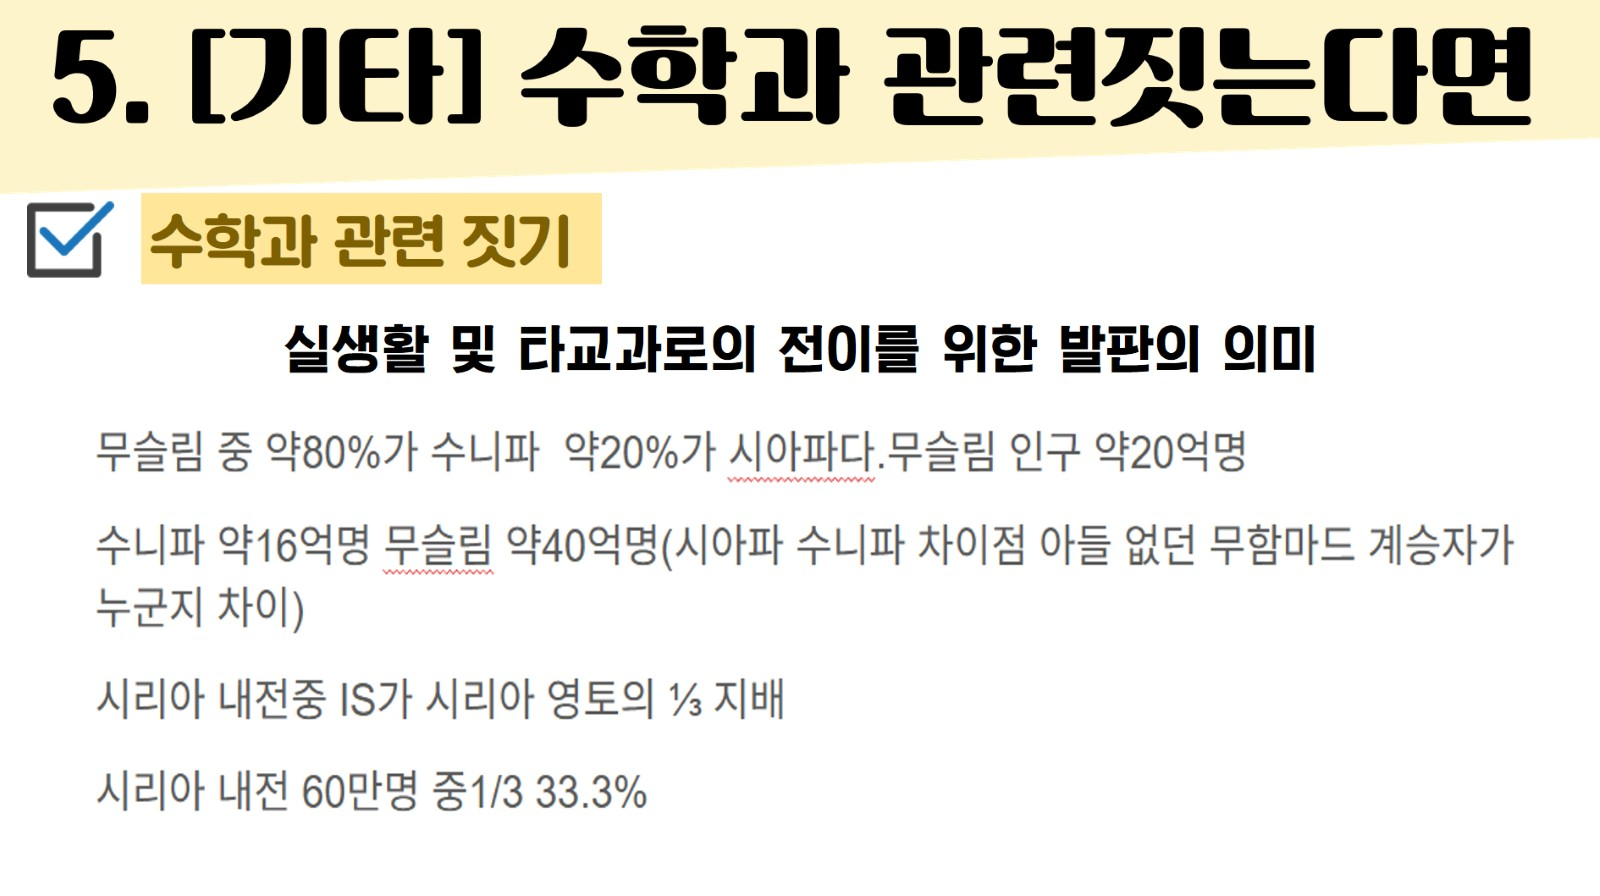 5. [기타] 수학과 관련짓는다면
수학과 관련 짓기
실생활 및 타교과로의 전이를 위한 발판의 의미
무슬림 중 약80%가 수니파  약20%가 시아파다.무슬림 인구 약20억명
수니파 약16억명 무슬림 약40억명(시아파 수니파 차이점 아들 없던 무함마드 계승자가
누군지 차이)
시리아 내전중 IS가 시리아 영토의 ⅓ 지배
시리아 내전 60만명 중1/3 33.3%